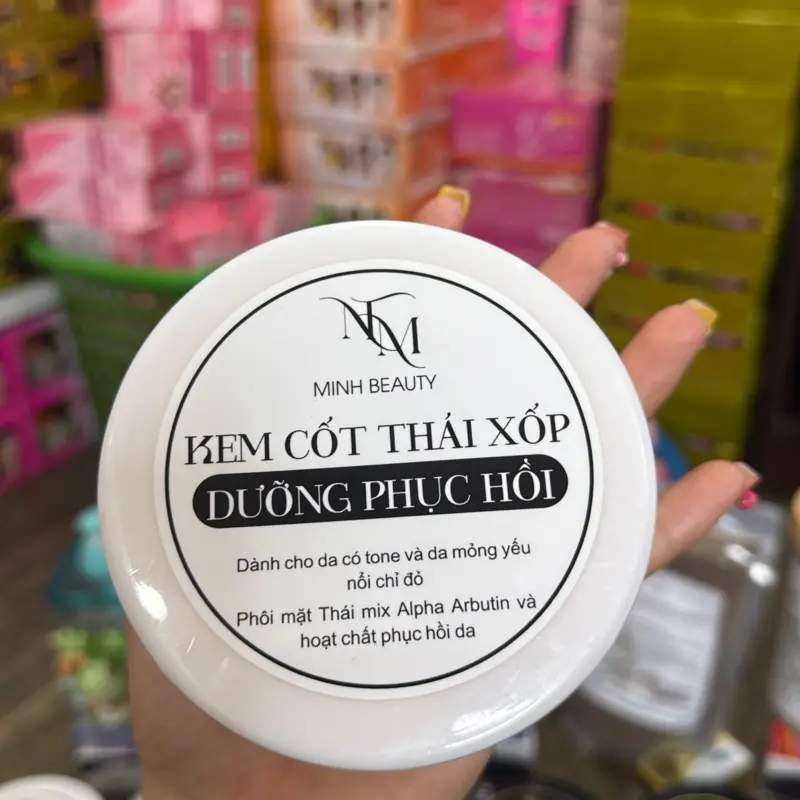 NM
MINH BEAUTY
KEM CỐT THÁI XỐP
DƯỠNG PHỤC HỒI
Dành cho da có tone và da mỏng yếu
nổi chỉ đỏ
Phôi mặt Thái mix Alpha Arbutin và
hoạt chất phục hồi da